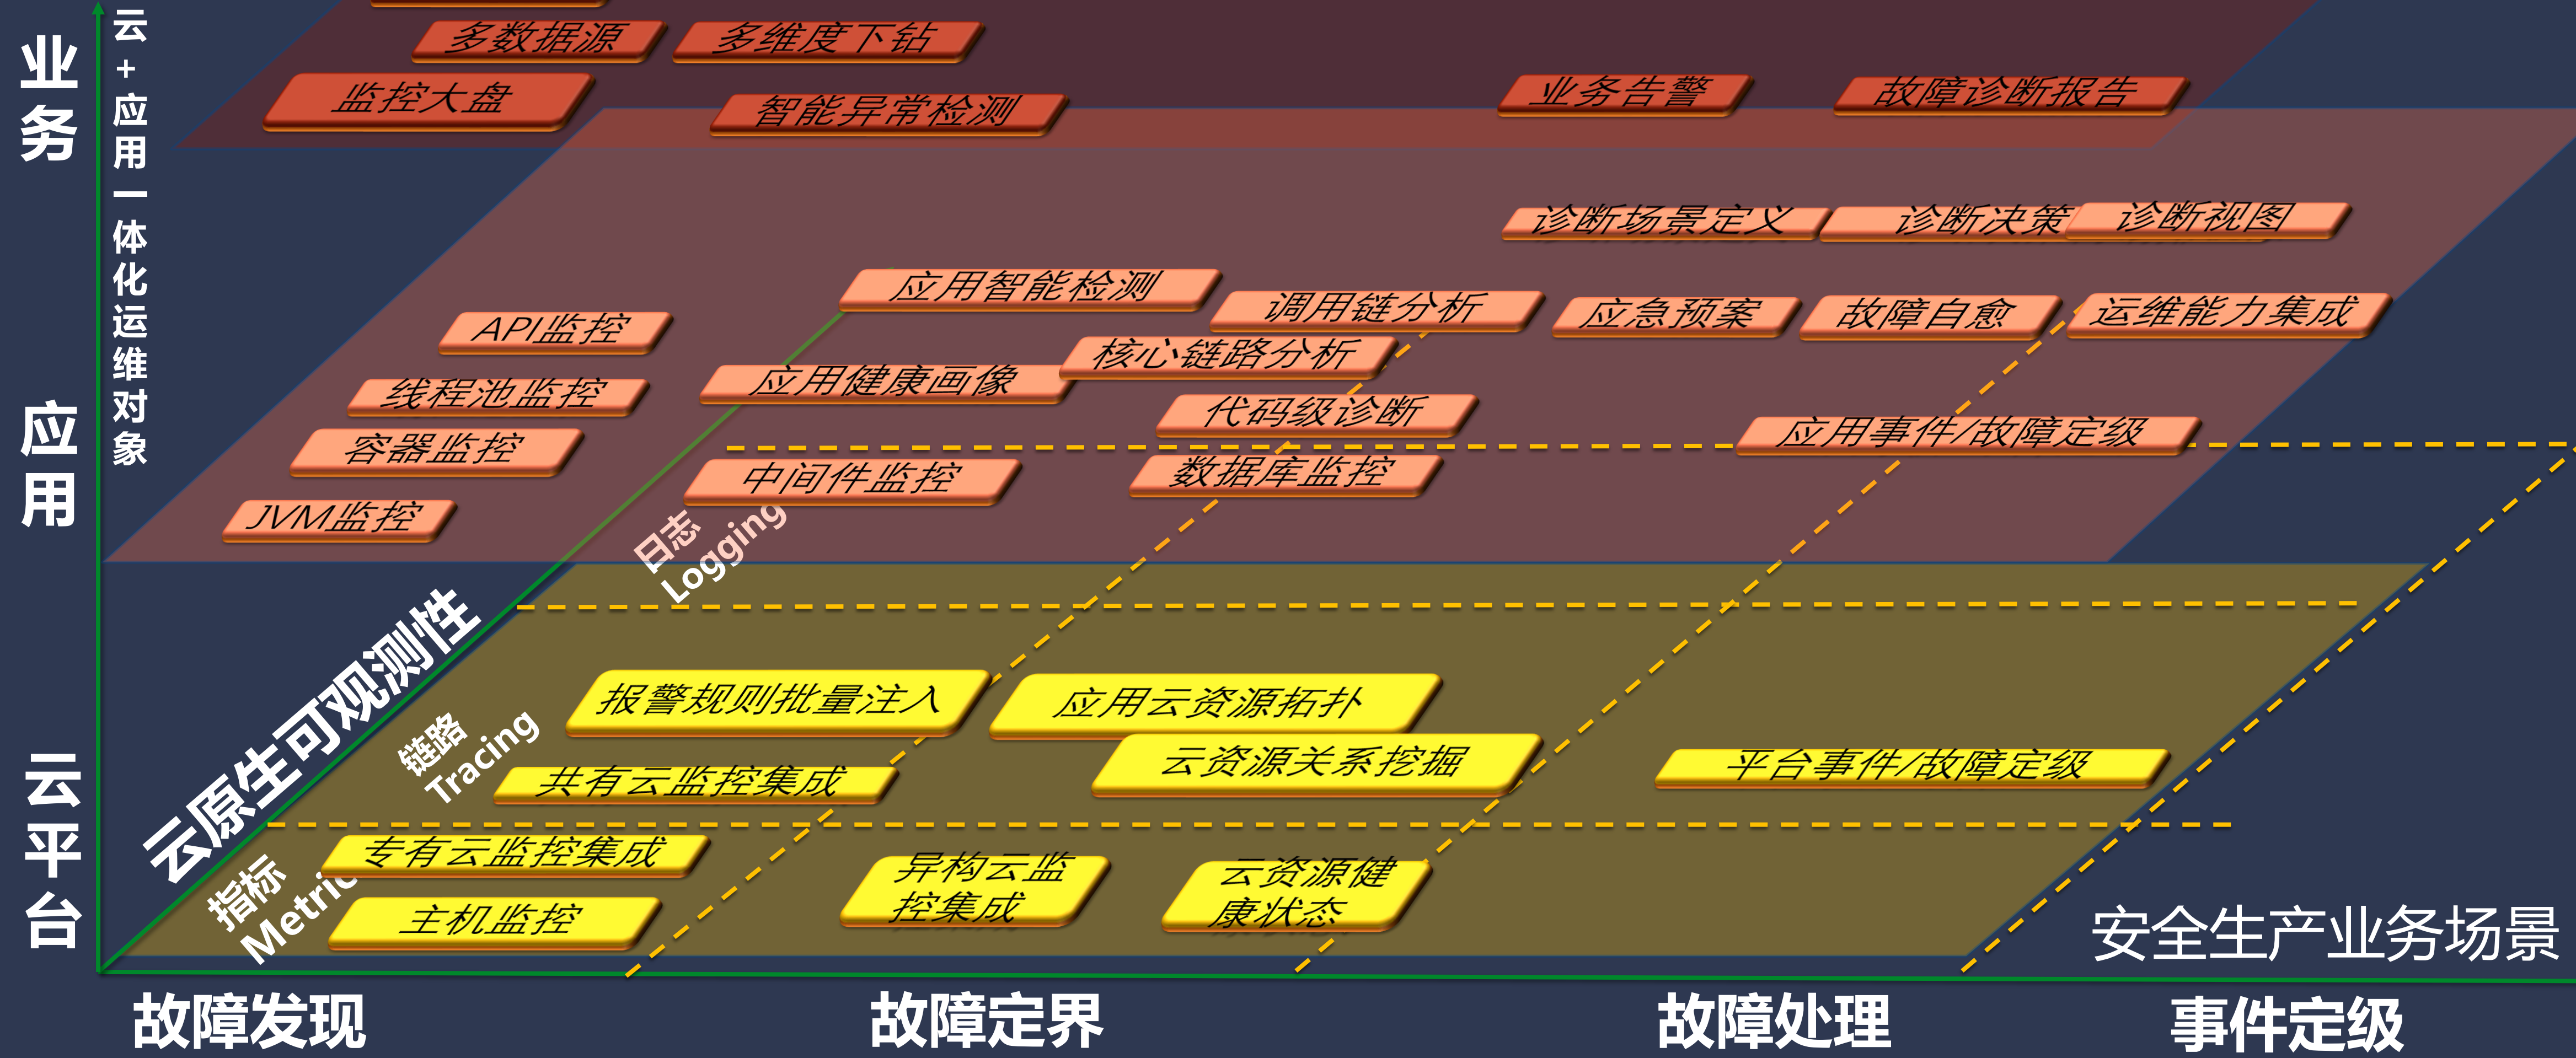 业务
云+应用一体化运维对象
多数据源
多维度下钻
监控大盘
智能异常检测
业务告警
故障诊断报告
应用
诊断场景定义
诊断决策
诊断视图
应用智能检测
调用链分析
应急预案
故障自愈
运维能力集成
API监控
核心链路分析
线程池监控
应用健康画像
代码级诊断
应用事件/故障定级
容器监控
中间件监控
数据库监控
JVM监控
日志
Logging
云原生可观测性
云平台
报警规则批量注入
应用云资源拓扑
链路
Tracing
共有云监控集成
云资源关系挖掘
平台事件/故障定级
专有云监控集成
异构云监
控集成
云资源健
康状态
指标
Metric
主机监控
安全生产业务场景
故障发现
故障定界
故障处理
事件定级